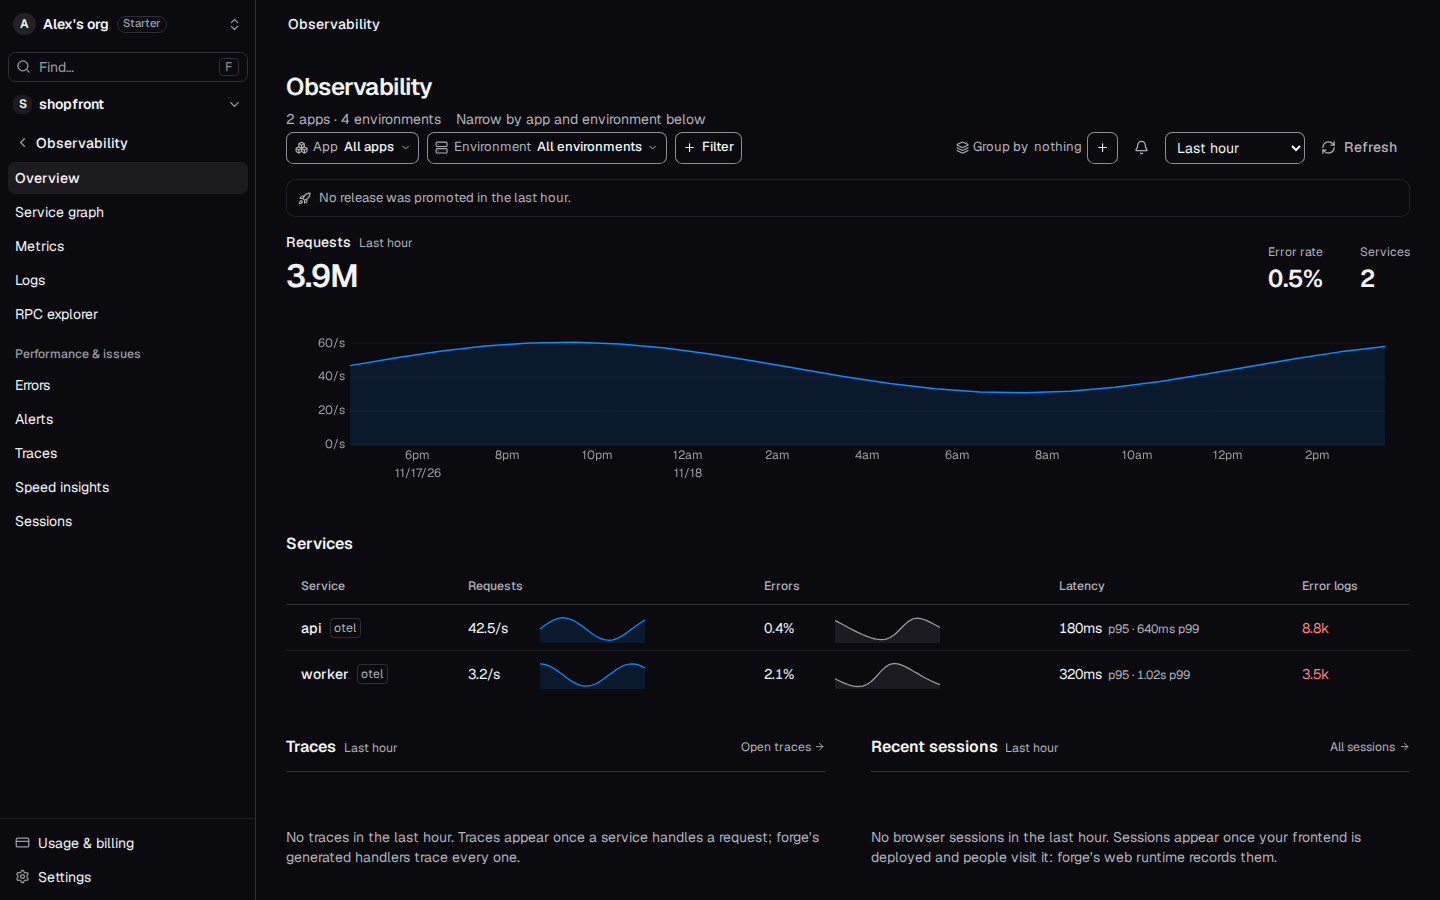 A Alex's org Starter
Find... F
S shopfront
Observability
Overview
Service graph
Metrics
Logs
RPC explorer
Performance & issues
Errors
Alerts
Traces
Speed insights
Sessions
Usage & billing
Settings
Observability
Observability
2 apps · 4 environments Narrow by app and environment below
App All apps Environment All environments + Filter Group by nothing + Last hour Refresh
No release was promoted in the last hour.
Requests Last hour
3.9M
Error rate Services
0.5% 2
60/s
40/s
20/s
0/s
6pm 8pm 10pm 12am 2am 4am 6am 8am 10am 12pm 2pm
11/17/26 11/18
Services
Service Requests Errors Latency Error logs
api otel 42.5/s 0.4% 180ms p95 · 640ms p99 8.8k
worker otel 3.2/s 2.1% 320ms p95 · 1.02s p99 3.5k
Traces Last hour Open traces →
No traces in the last hour. Traces appear once a service handles a request; forge's
generated handlers trace every one.
Recent sessions Last hour All sessions →
No browser sessions in the last hour. Sessions appear once your frontend is
deployed and people visit it: forge's web runtime records them.